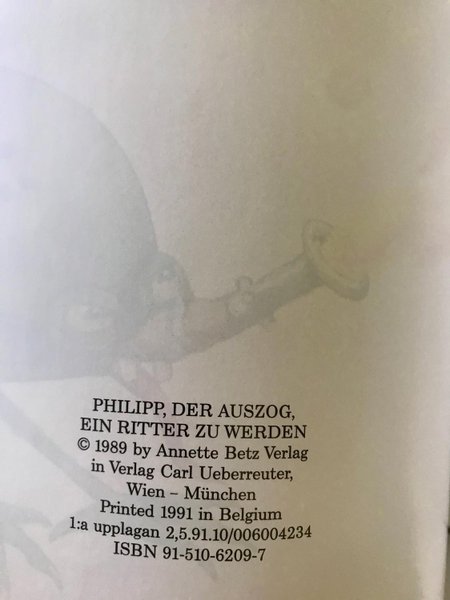 PHILIPP, DER AUSZOG,
EIN RITTER ZU WERDEN
© 1989 by Annette Betz Verlag
in Verlag Carl Ueberreuter,
Wien – München
Printed 1991 in Belgium
1:a upplagan 2,5.91.10/006004234
ISBN 91-510-6209-7